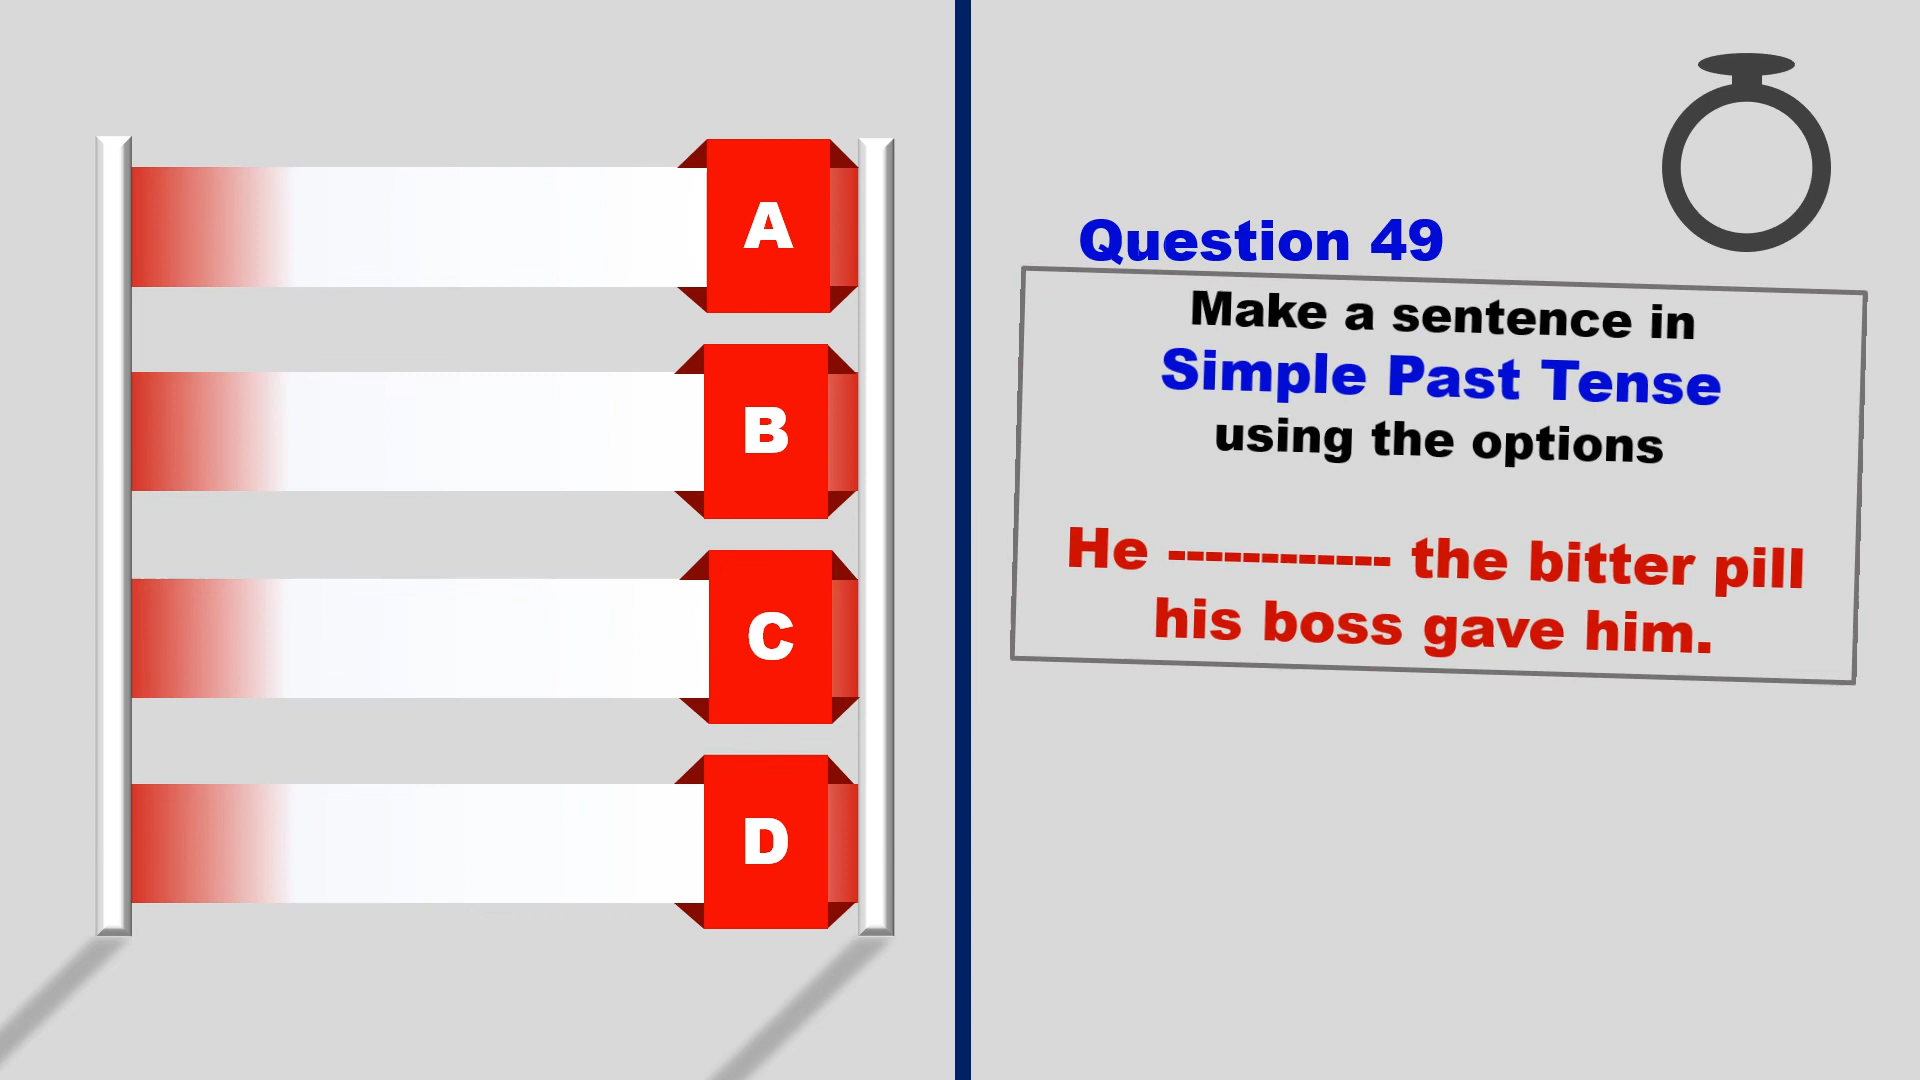 A
B
C
D
Question 49
Make a sentence in
Simple Past Tense
using the options
He ------------ the bitter pill
his boss gave him.